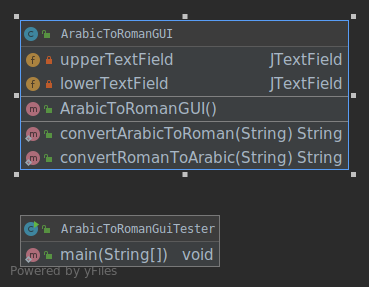 ArabicToRomanGUI
upperTextField JTextField
lowerTextField JTextField
ArabicToRomanGUI()
convertArabicToRoman(String) String
convertRomanToArabic(String) String
ArabicToRomanGuiTester
main(String[]) void
Powered by yFiles